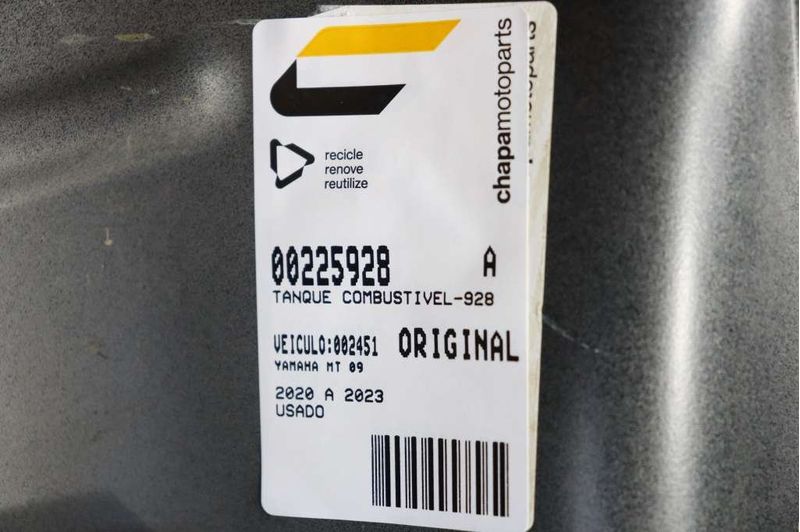 chapamotoparts
recicle
renove
reutilize
00225928 A
TANQUE COMBUSTIVEL-928
VEICULO:002451 ORIGINAL
YAMAHA MT 09
2020 A 2023
USADO